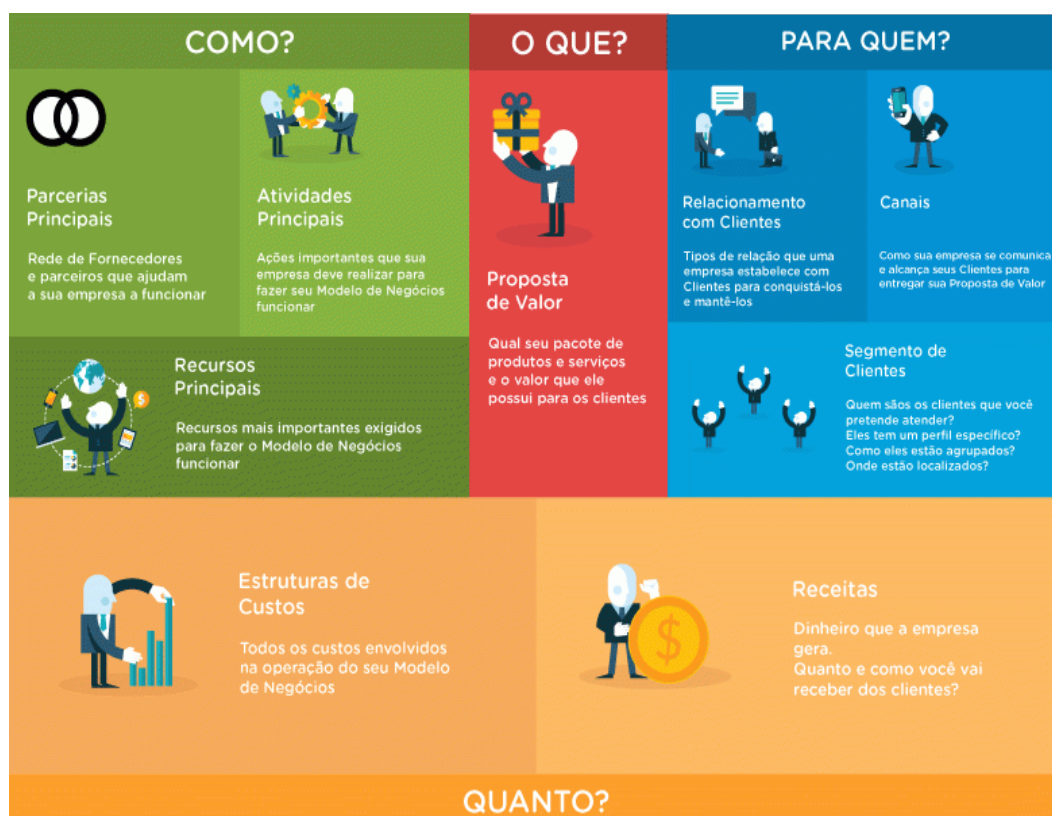 COMO?
O QUE?
PARA QUEM?
Parcerias
Principais
Rede de Fornecedores
e parceiros que ajudam
a sua empresa a funcionar
Atividades
Principais
Ações importantes que sua
empresa deve realizar para
fazer seu Modelo de Negócios
funcionar
Recursos
Principais
Recursos mais importantes exigidos
para fazer o Modelo de Negócios
funcionar
Proposta
de Valor
Qual seu pacote de
produtos e serviços
e o valor que ele
possui para os clientes
Relacionamento
com Clientes
Tipos de relação que uma
empresa estabelece com
Clientes para conquistá-los
e mantê-los
Canais
Como sua empresa se comunica
e alcança seus Clientes para
entregar sua Proposta de Valor
Segmento de
Clientes
Quem sãos os clientes que você
pretende atender?
Eles tem um perfil específico?
Como eles estão agrupados?
Onde estão localizados?
$
Estruturas de
Custos
Todos os custos envolvidos
na operação do seu Modelo
de Negócios
$
Receitas
Dinheiro que a empresa
gera.
Quanto e como você vai
receber dos clientes?
QUANTO?